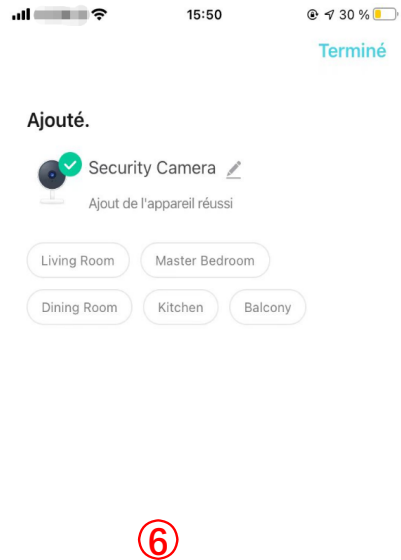 15:50 30 %
Terminé
Ajouté.
Security Camera
Ajout de l'appareil réussi
Living Room Master Bedroom
Dining Room Kitchen Balcony
⑥